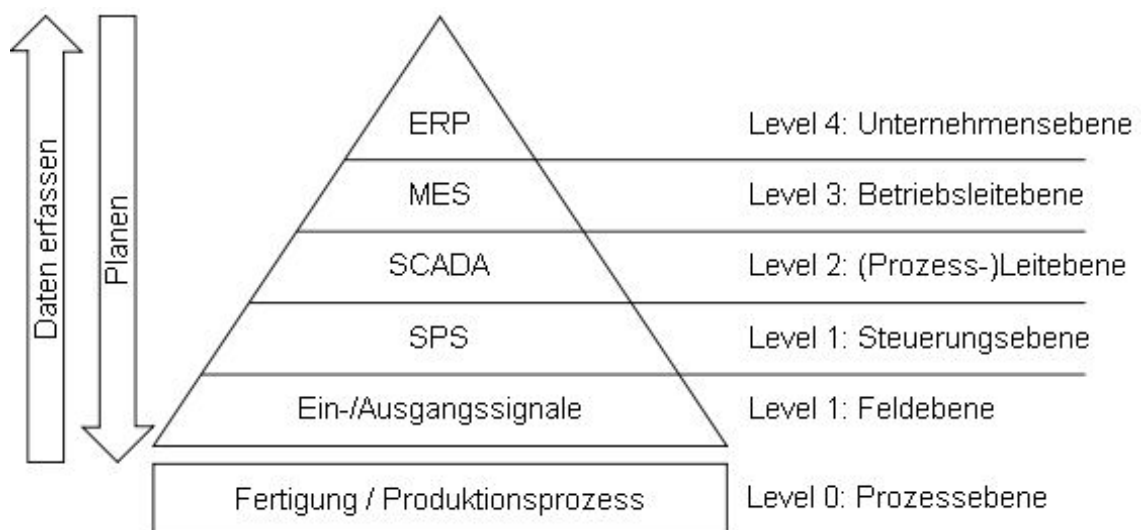 Daten erfassen
Planen
ERP
Level 4: Unternehmensebene
MES
Level 3: Betriebsleitebene
SCADA
Level 2: (Prozess-)Leitebene
SPS
Level 1: Steuerungsebene
Ein-/Ausgangssignale
Level 1: Feldebene
Fertigung / Produktionsprozess
Level 0: Prozessebene